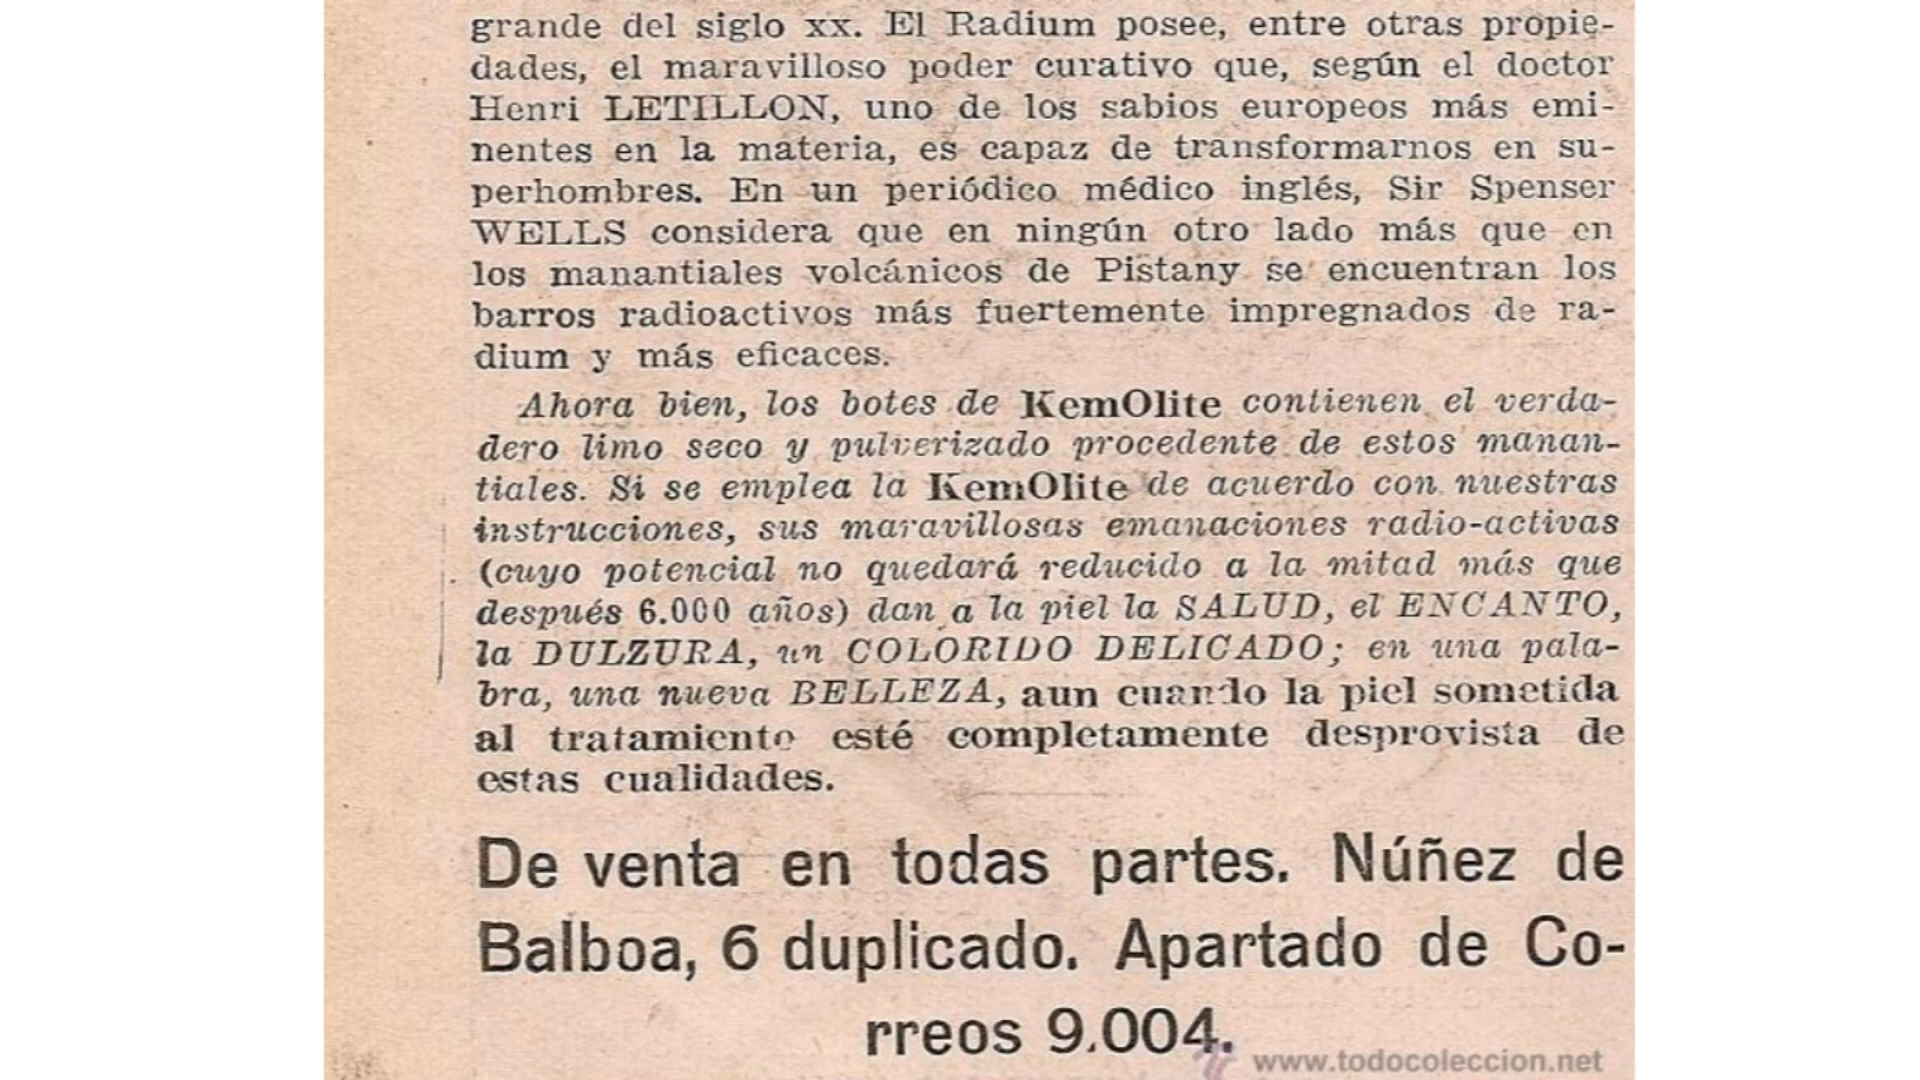 grande del siglo xx. El Radium posee, entre otras propie-
dades, el maravilloso poder curativo que, según el doctor
Henri LETILLON, uno de los sabios europeos más emi-
nentes en la materia, es capaz de transformarnos en su-
perhombres. En un periódico médico inglés, Sir Spenser
WELLS considera que en ningún otro lado más que en
los manantiales volcánicos de Pistany se encuentran los
barros radioactivos más fuertemente impregnados de ra-
dium y más eficaces.
Ahora bien, los botes de KemOlite contienen el verda-
dero limo seco y pulverizado procedente de estos manan-
tiales. Si se emplea la KemOlite de acuerdo con nuestras
instrucciones, sus maravillosas emanaciones radio-activas
(cuyo potencial no quedará reducido a la mitad más que
después 6.000 años) dan a la piel la SALUD, el ENCANTO,
la DULZURA, un COLORIDO DELICADO; en una pala-
bra, una nueva BELLEZA, aun cuando la piel sometida
al tratamiento esté completamente desprovista de
estas cualidades.
De venta en todas partes. Núñez de
Balboa, 6 duplicado. Apartado de Co-
rreos 9.004.
www.todocoleccion.net